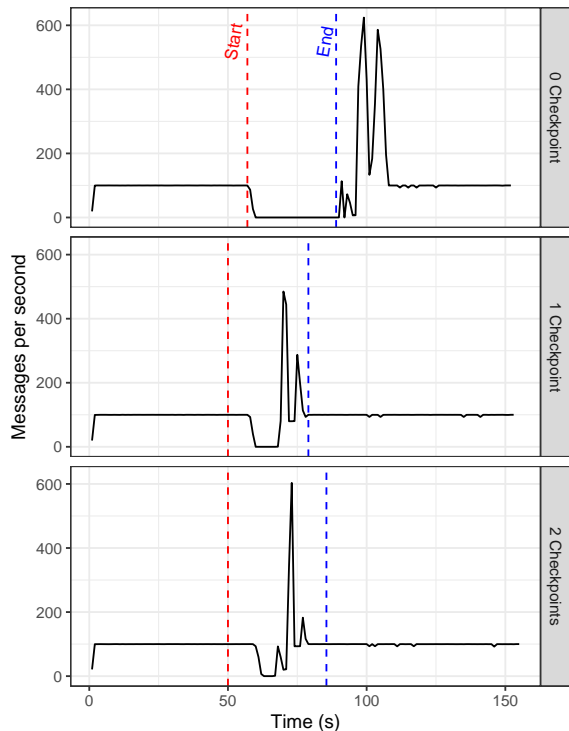 Start
End
600
400
200
0
0 Checkpoint
600
400
200
0
1 Checkpoint
600
400
200
0
2 Checkpoints
Messages per second
0
50
100
150
Time (s)